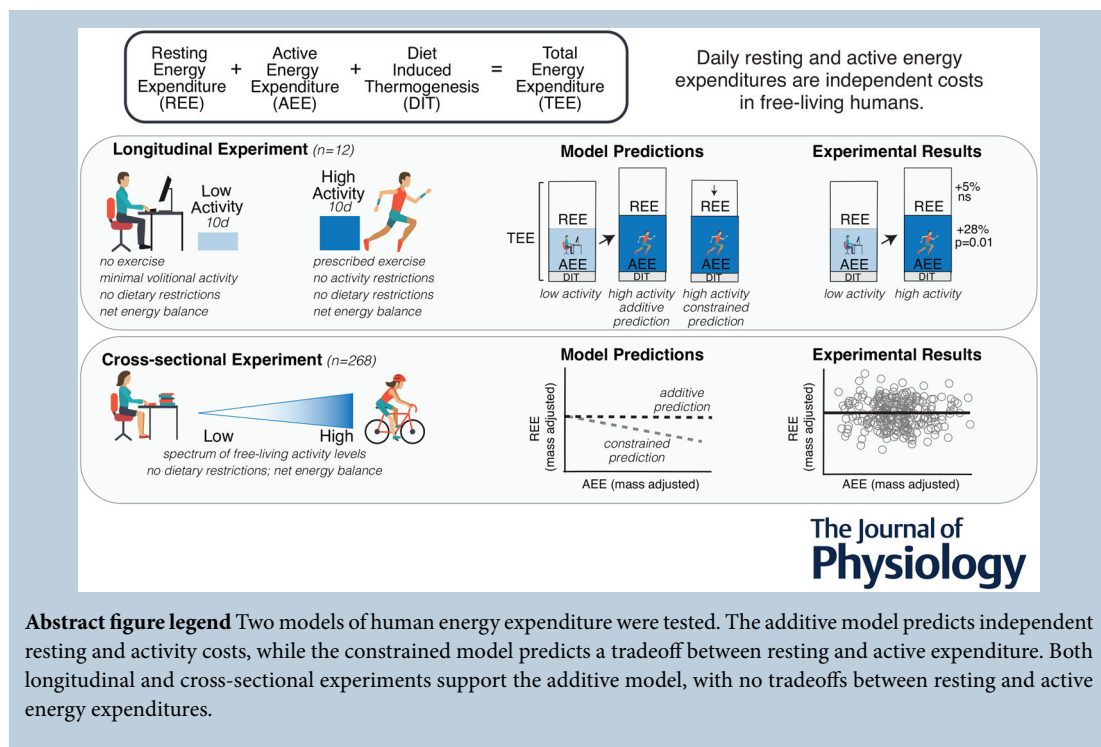 Resting
Energy
Expenditure
(REE)
+
Active
Energy
Expenditure
(AEE)
+
Diet
Induced
Thermogenesis
(DIT)
=
Total
Energy
Expenditure
(TEE)
Daily resting and active energy
expenditures are independent costs
in free-living humans.
Longitudinal Experiment (n=12)
Low
Activity
10d
no exercise
minimal volitional activity
no dietary restrictions
net energy balance
High
Activity
10d
prescribed exercise
no activity restrictions
no dietary restrictions
net energy balance
Model Predictions
TEE
REE
AEE
DIT
low activity
REE
AEE
DIT
high activity
additive
prediction
REE
AEE
DIT
high activity
constrained
prediction
Experimental Results
REE
AEE
DIT
low activity
REE
AEE
DIT
high activity
+5%
ns
+28%
p=0.01
Cross-sectional Experiment (n=268)
Low
High
spectrum of free-living activity levels
no dietary restrictions; net energy balance
Model Predictions
REE
(mass adjusted)
additive
prediction
constrained
prediction
AEE (mass adjusted)
Experimental Results
REE
(mass adjusted)
AEE (mass adjusted)
The Journal of
Physiology
Abstract figure legend Two models of human energy expenditure were tested. The additive model predicts independent
resting and activity costs, while the constrained model predicts a tradeoff between resting and active expenditure. Both
longitudinal and cross-sectional experiments support the additive model, with no tradeoffs between resting and active
energy expenditures.